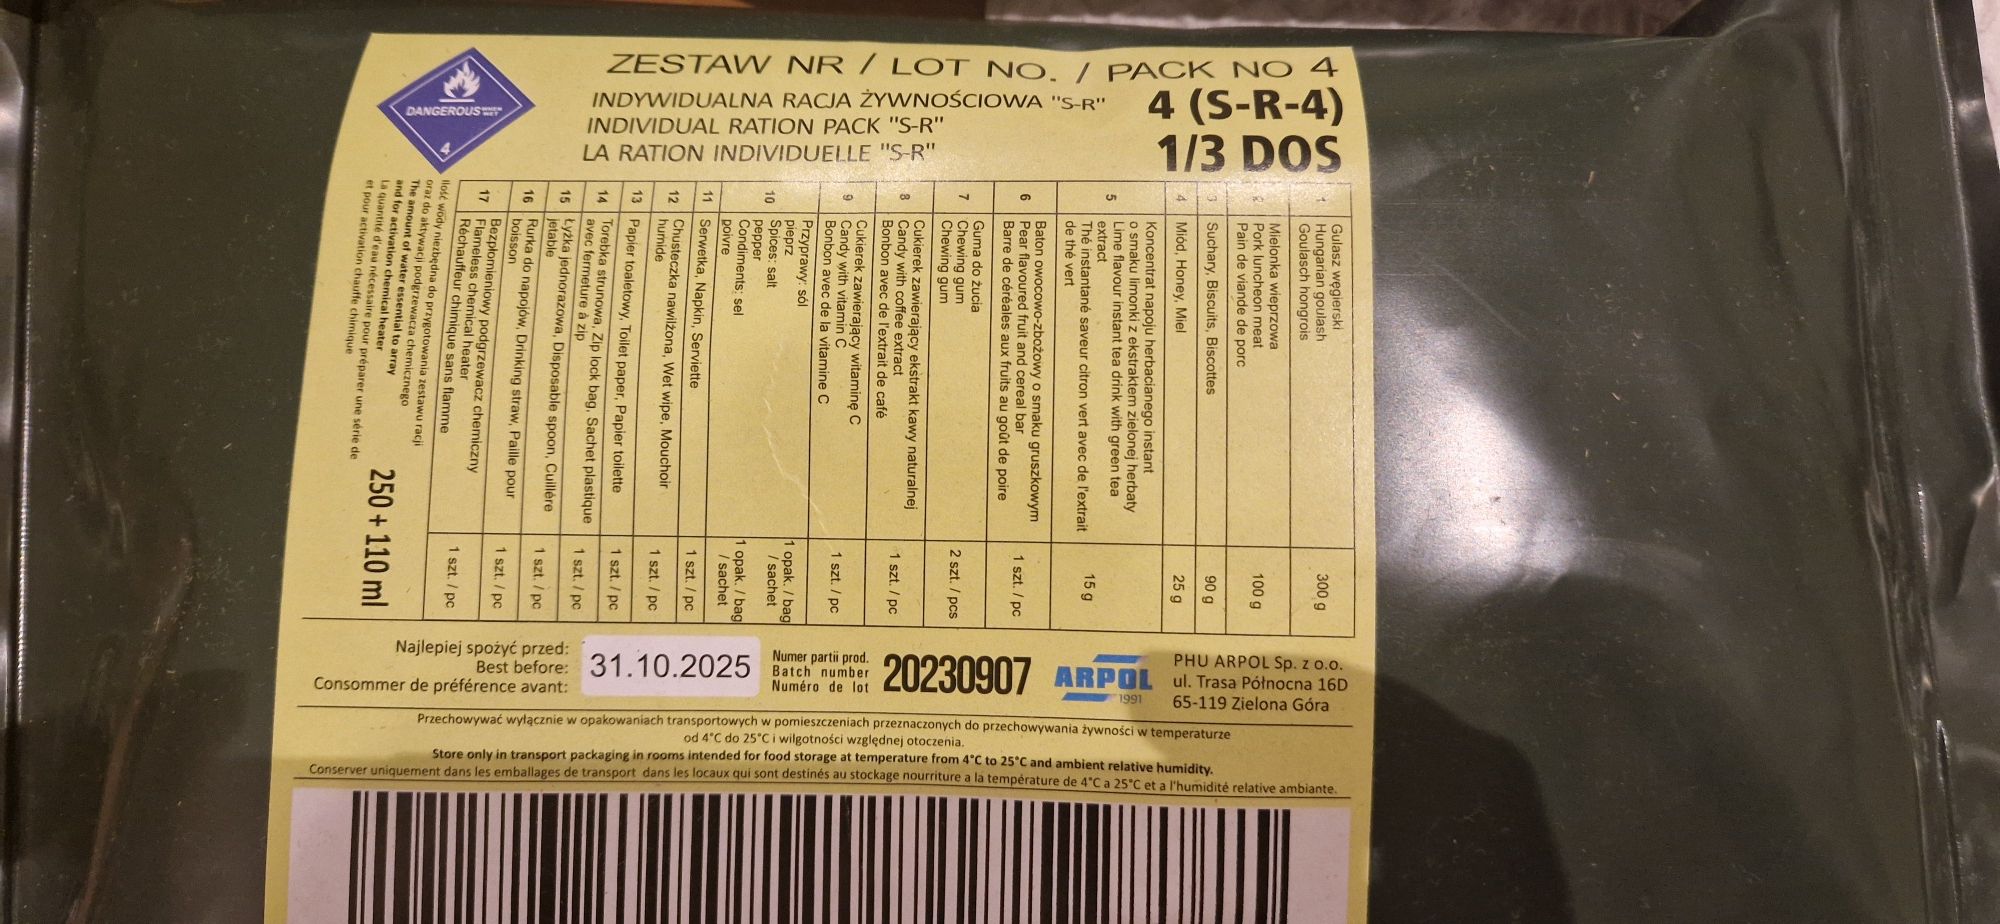 DANGEROUS WHEN WET
4
ZESTAW NR / LOT NO. / PACK NO 4
INDYWIDUALNA RACJA ŻYWNOŚCIOWA "S-R"
INDIVIDUAL RATION PACK "S-R"
LA RATION INDIVIDUELLE "S-R"
4 (S-R-4)
1/3 DOS
1 Gulasz węgierski
Hungarian goulash
Goulasch hongrois
300 g
2 Mielonka wieprzowa
Pork luncheon meat
Pain de viande de porc
100 g
3 Suchary, Biscuits, Biscottes 90 g
4 Miód, Honey, Miel 25 g
5 Koncentrat napoju herbacianego instant
o smaku limonki z ekstraktem zielonej herbaty
Lime flavour instant tea drink with green tea
extract
Thé instantané saveur citron vert avec de l'extrait
de thé vert
15 g
6 Baton owocowo-zbożowy o smaku gruszkowym
Pear flavoured fruit and cereal bar
Barre de céréales aux fruits au goût de poire
1 szt. / pc
7 Guma do żucia
Chewing gum
Chewing gum
2 szt. / pcs
8 Cukierek zawierający ekstrakt kawy naturalnej
Candy with coffee extract
Bonbon avec de l'extrait de café
1 szt. / pc
9 Cukierek zawierający witaminę C
Candy with vitamin C
Bonbon avec de la vitamine C
1 szt. / pc
10 Przyprawy: sól
pieprz
Spices: salt
pepper
Condiments: sel
poivre
1 opak. / bag
/ sachet
1 opak. / bag
/ sachet
11 Serwetka, Napkin, Serviette 1 szt. / pc
12 Chusteczka nawilżona, Wet wipe, Mouchoir
humide
1 szt. / pc
13 Papier toaletowy, Toilet paper, Papier toilette 1 szt. / pc
14 Torebka strunowa, Zip lock bag, Sachet plastique
avec fermeture à zip
1 szt. / pc
15 Łyżka jednorazowa, Disposable spoon, Cuillère
jetable
1 szt. / pc
16 Rurka do napojów, Drinking straw, Paille pour
boisson
1 szt. / pc
17 Bezpłomieniowy podgrzewacz chemiczny
Flameless chemical heater
Réchauffeur chimique sans flamme
1 szt. / pc
Ilość wody niezbędna do przygotowania zestawu racji
oraz do aktywacji podgrzewacza chemicznego
The amount of water essential to array
and for activation chemical heater
La quantité d'eau nécessaire pour préparer une série de
et pour activation chauffe chimique
250 + 110 ml
Najlepiej spożyć przed:
Best before:
Consommer de préférence avant:
31.10.2025
Numer partii prod.
Batch number
Numéro de lot
20230907
ARPOL
1991
PHU ARPOL Sp. z o.o.
ul. Trasa Północna 16D
65-119 Zielona Góra
Przechowywać wyłącznie w opakowaniach transportowych w pomieszczeniach przeznaczonych do przechowywania żywności w temperaturze
od 4°C do 25°C i wilgotności względnej otoczenia.
Store only in transport packaging in rooms intended for food storage at temperature from 4°C to 25°C and ambient relative humidity.
Conserver uniquement dans les emballages de transport dans les locaux qui sont destinés au stockage nourriture a la température de 4°C a 25°C et a l'humidité relative ambiante.